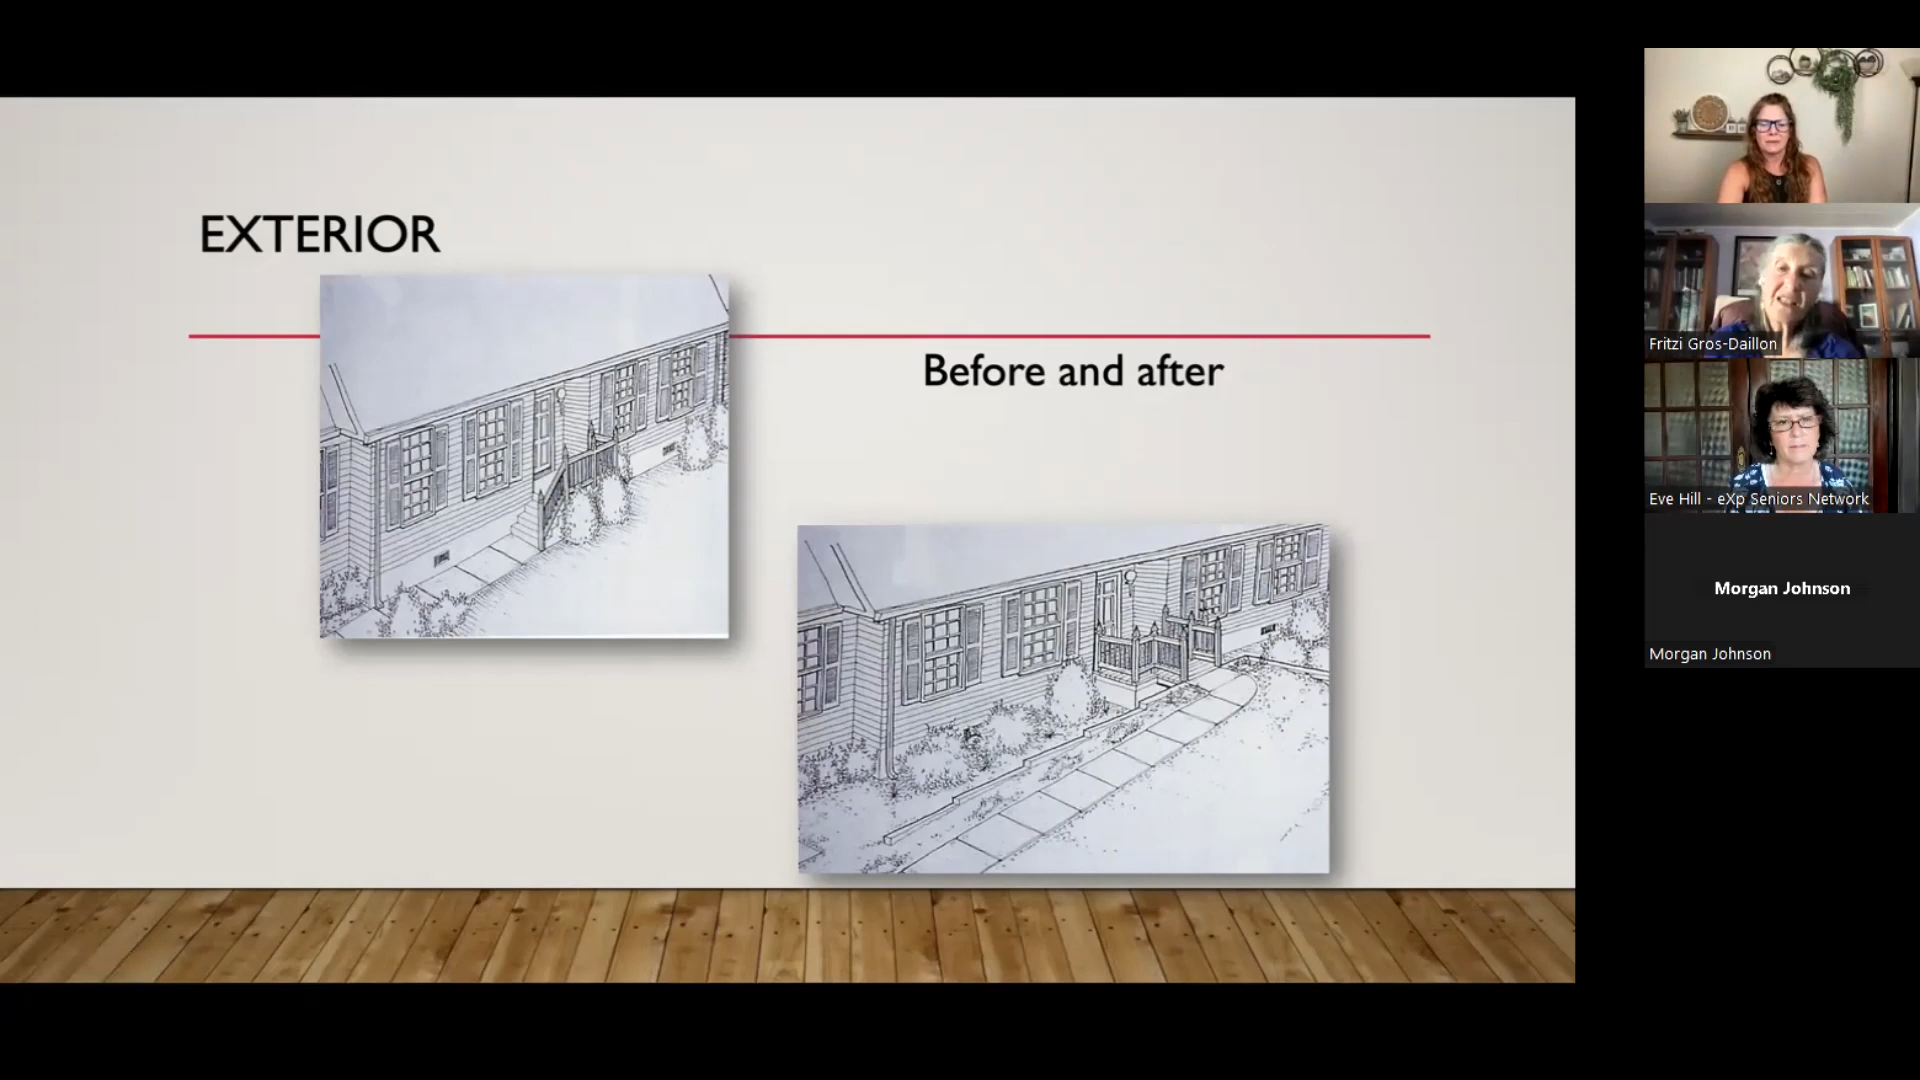 EXTERIOR
Before and after
Fritzi Gros-Daillon
Eve Hill - eXp Seniors Network
Morgan Johnson
Morgan Johnson